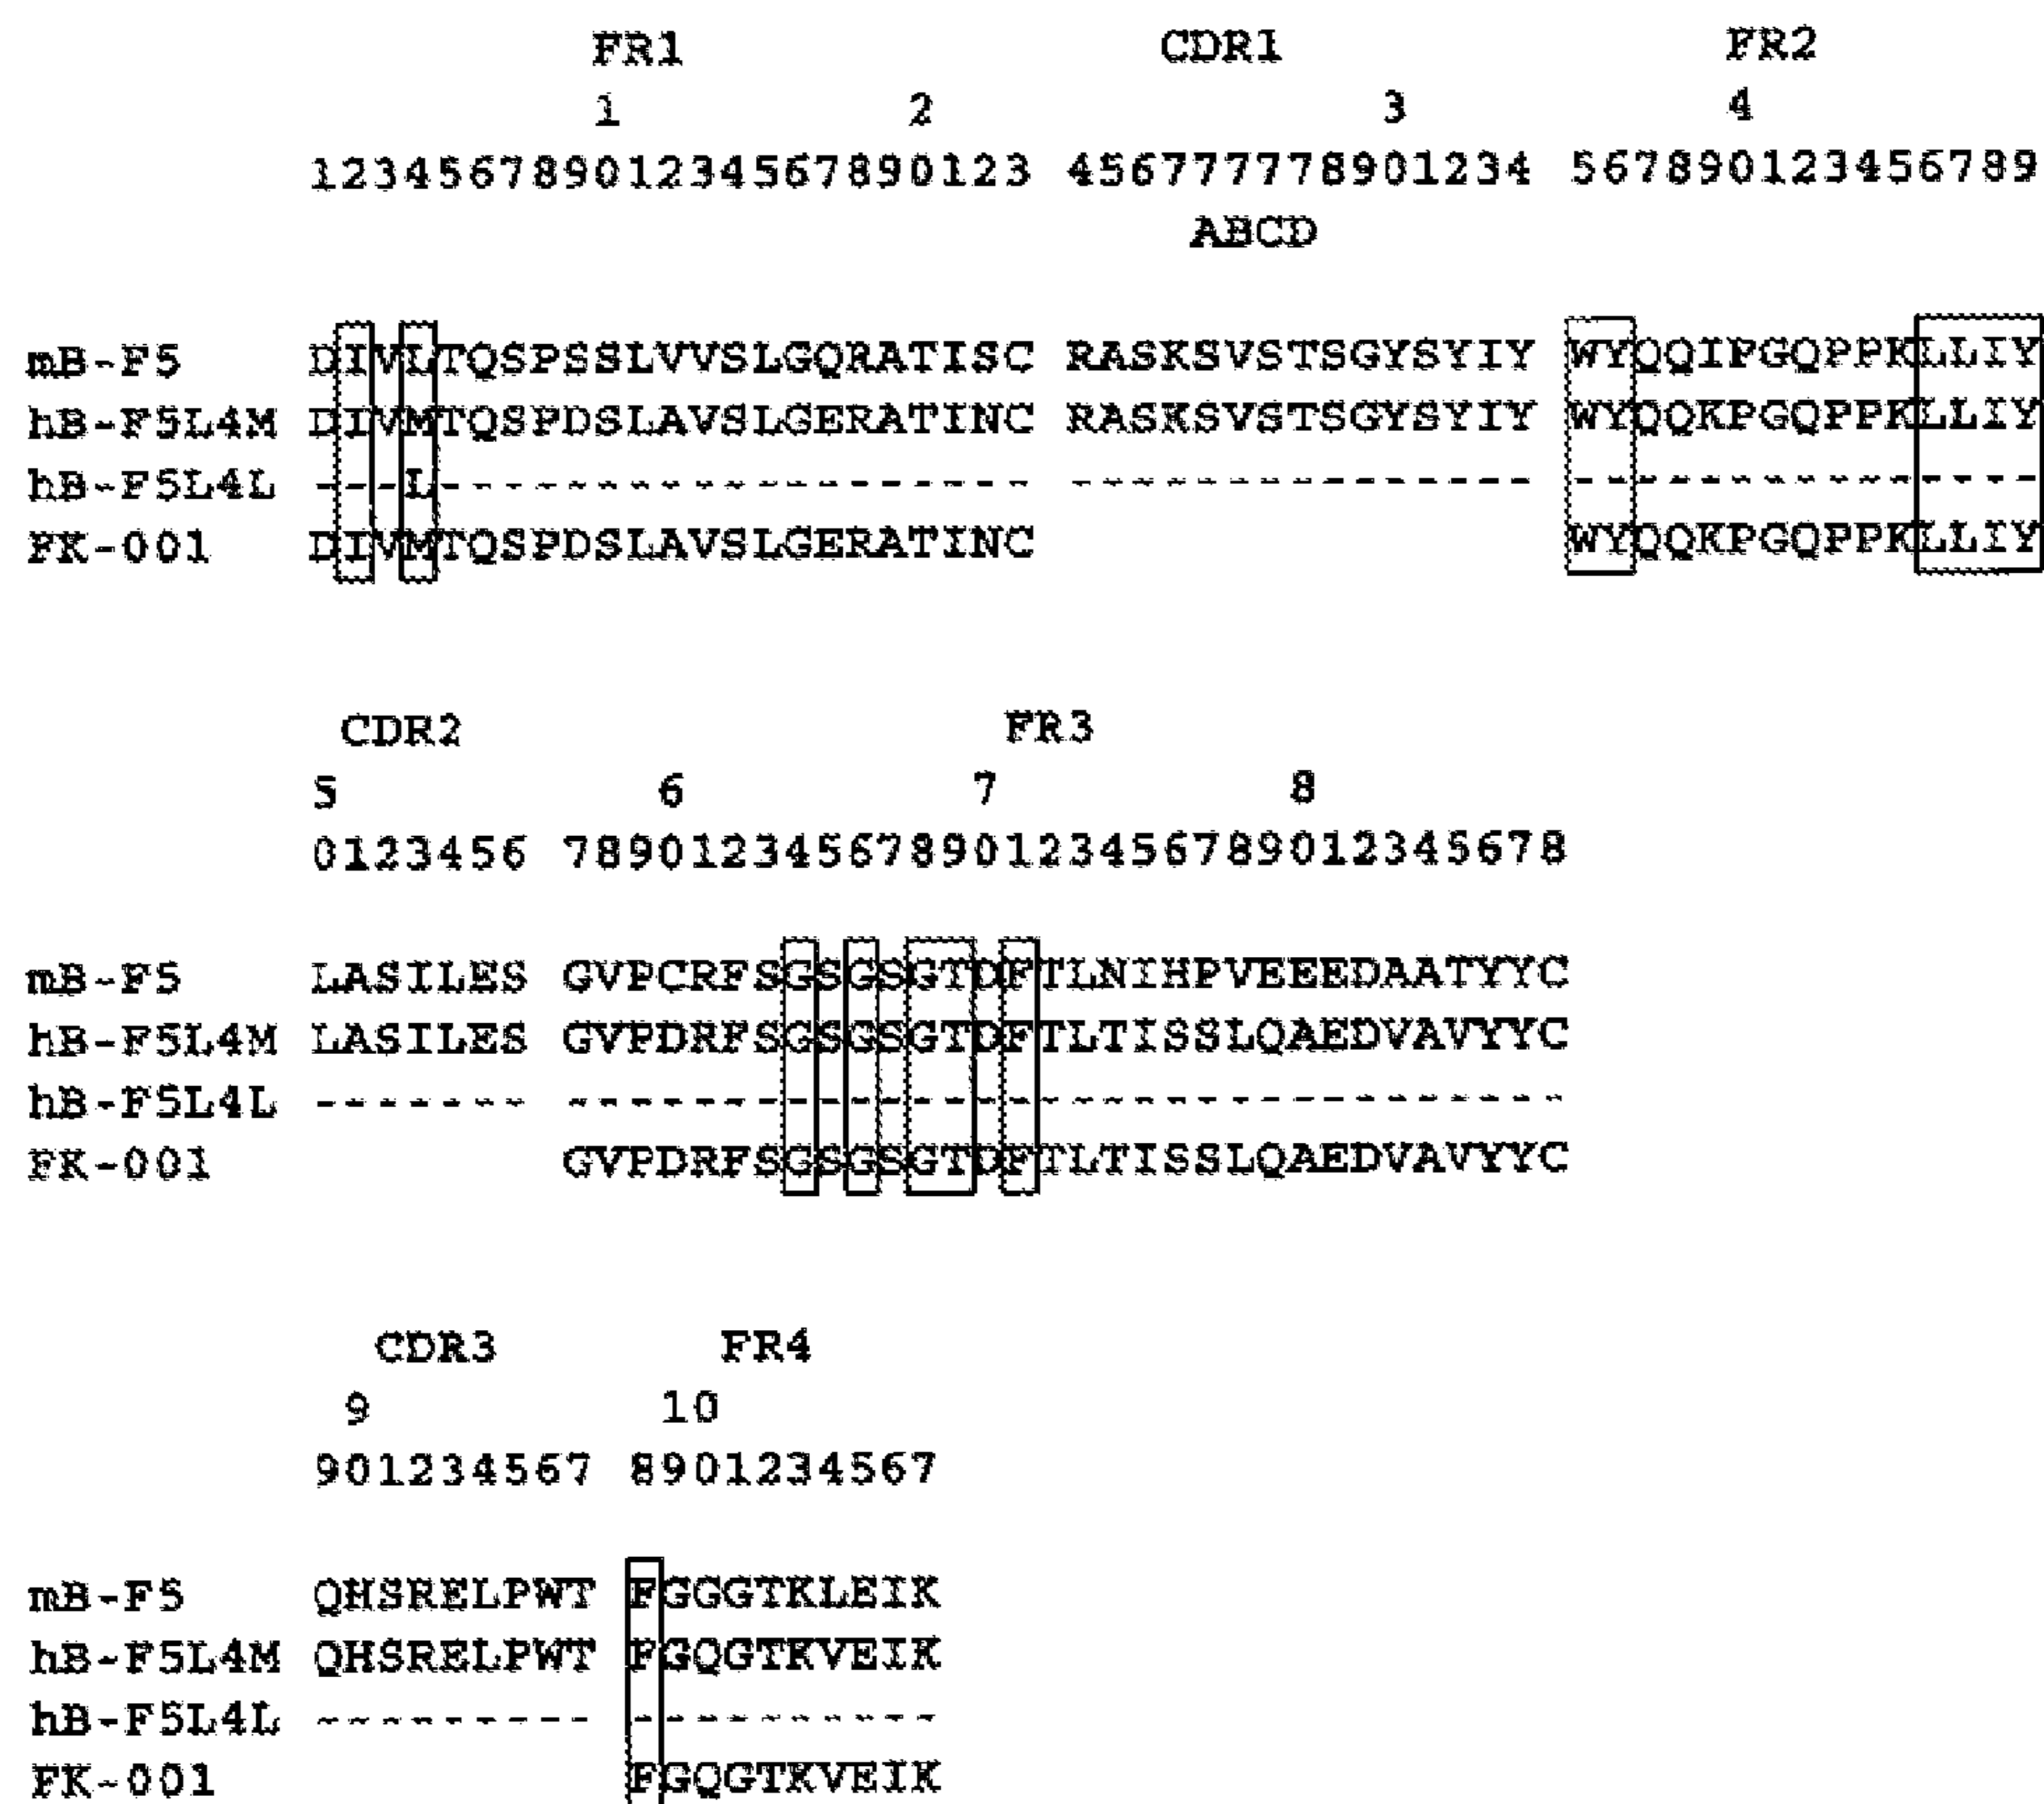 FR1 CDR1 FR2
1 2 3 4
12345678901234567890123 456777778901234 567890123456789
ABCD
mB-F5 DIVLTQSPSSLVVSLGQRATISC RASKSVSTSGYSYIY WYQQIPGQPPKLLIY
hB-F5L4M DIVMTQSPDSLAVSLGERATINC RASKSVSTSGYSYIY WYQQKPGQPPKLLIY
hB-F5L4L ---L------------------- --------------- ---------------
FK-001 DIVMTQSPDSLAVSLGERATINC WYQQKPGQPPKLLIY
CDR2 FR3
5 6 7 8
0123456 78901234567890123456789012345678
mB-F5 LASILES GVPCRFSGSGSGTDFTLNIHPVEEEDAATYYC
hB-F5L4M LASILES GVPDRFSGSGSGTDFTLTISSLQAEDVAVYYC
hB-F5L4L ------- --------------------------------
FK-001 GVPDRFSGSGSGTDFTLTISSLQAEDVAVYYC
CDR3 FR4
9 10
901234567 8901234567
mB-F5 QHSRELPWT FGGGTKLEIK
hB-F5L4M QHSRELPWT FGQGTKVEIK
hB-F5L4L --------- ----------
FK-001 FGQGTKVEIK